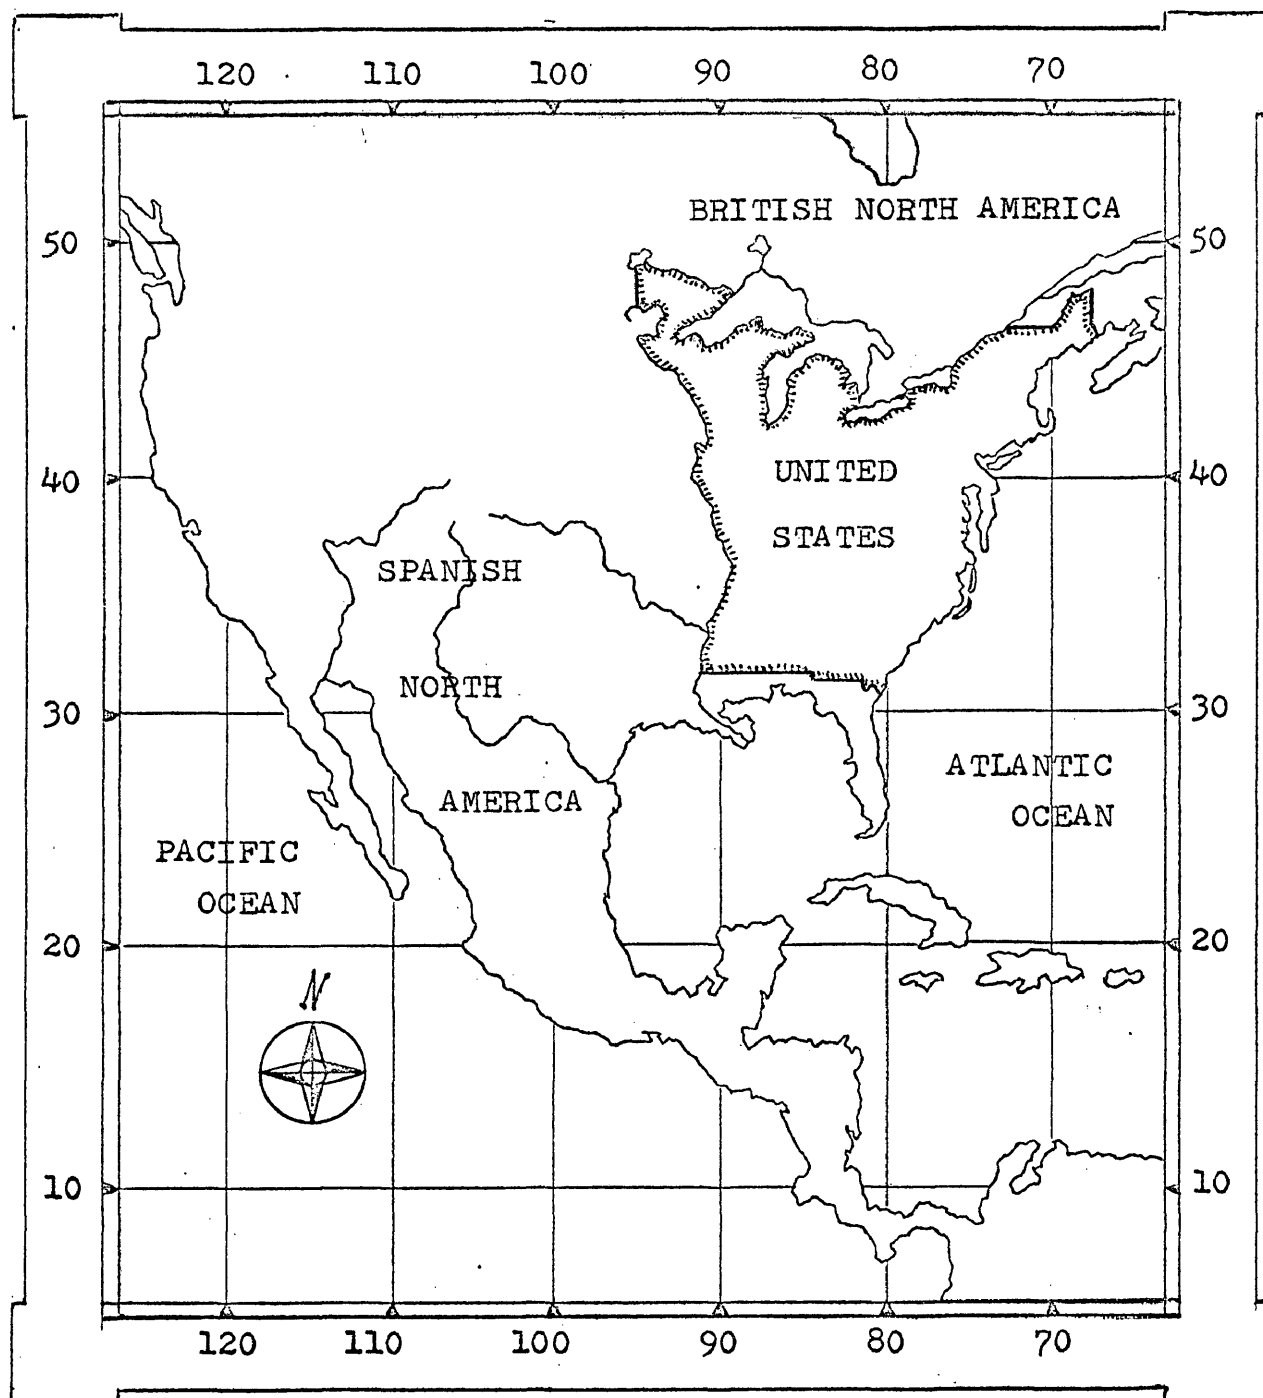 120 110 100 90 80 70
BRITISH NORTH AMERICA
50 50
40 UNITED 40
STATES
SPANISH
NORTH
30 30
ATLANTIC
AMERICA
OCEAN
PACIFIC
OCEAN
20 20
N
10 10
120 110 100 90 80 70